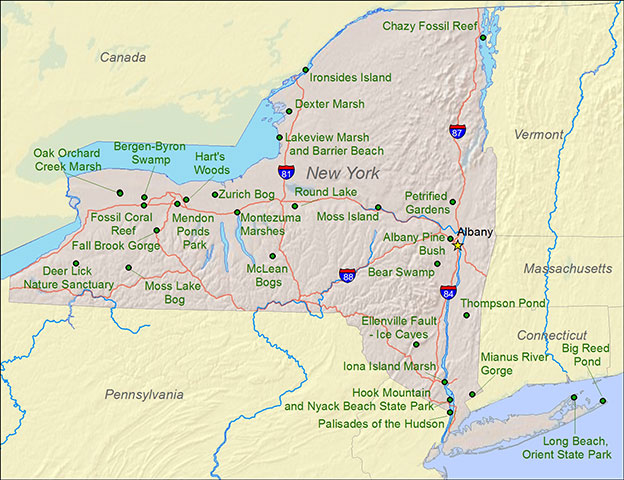 Chazy Fossil Reef
Canada
Ironsides Island
Dexter Marsh
87
Vermont
Lakeview Marsh
and Barrier Beach
Bergen-Byron
Swamp
Hart's
Woods
Oak Orchard
Creek Marsh
81
New York
Zurich Bog
Round Lake
Petrified
Gardens
Fossil Coral
Reef
Mendon
Ponds
Park
Montezuma
Marshes
Moss Island
Albany
Fall Brook Gorge
Albany Pine
Bush
Deer Lick
Nature Sanctuary
Moss Lake
Bog
McLean
Bogs
88
Bear Swamp
Massachusetts
84
Thompson Pond
Ellenville Fault
- Ice Caves
Connecticut
Big Reed
Pond
Iona Island Marsh
Mianus River
Gorge
Pennsylvania
Hook Mountain
and Nyack Beach State Park
Palisades of the Hudson
Long Beach,
Orient State Park